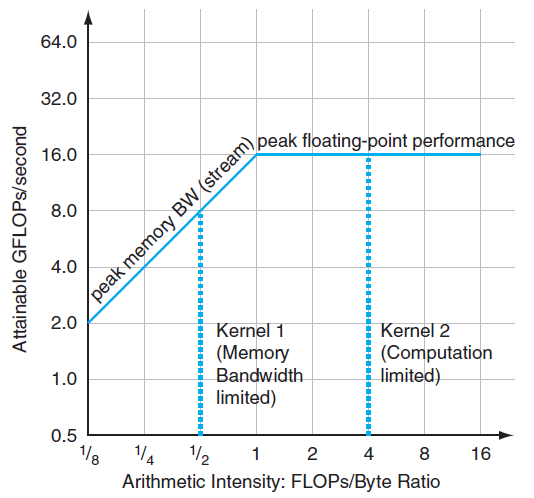 64.0
32.0
16.0
8.0
4.0
2.0
1.0
0.5
Attainable GFLOPs/second
peak memory BW (stream)
peak floating-point performance
Kernel 1
(Memory
Bandwidth
limited)
Kernel 2
(Computation
limited)
1/8 1/4 1/2 1 2 4 8 16
Arithmetic Intensity: FLOPs/Byte Ratio